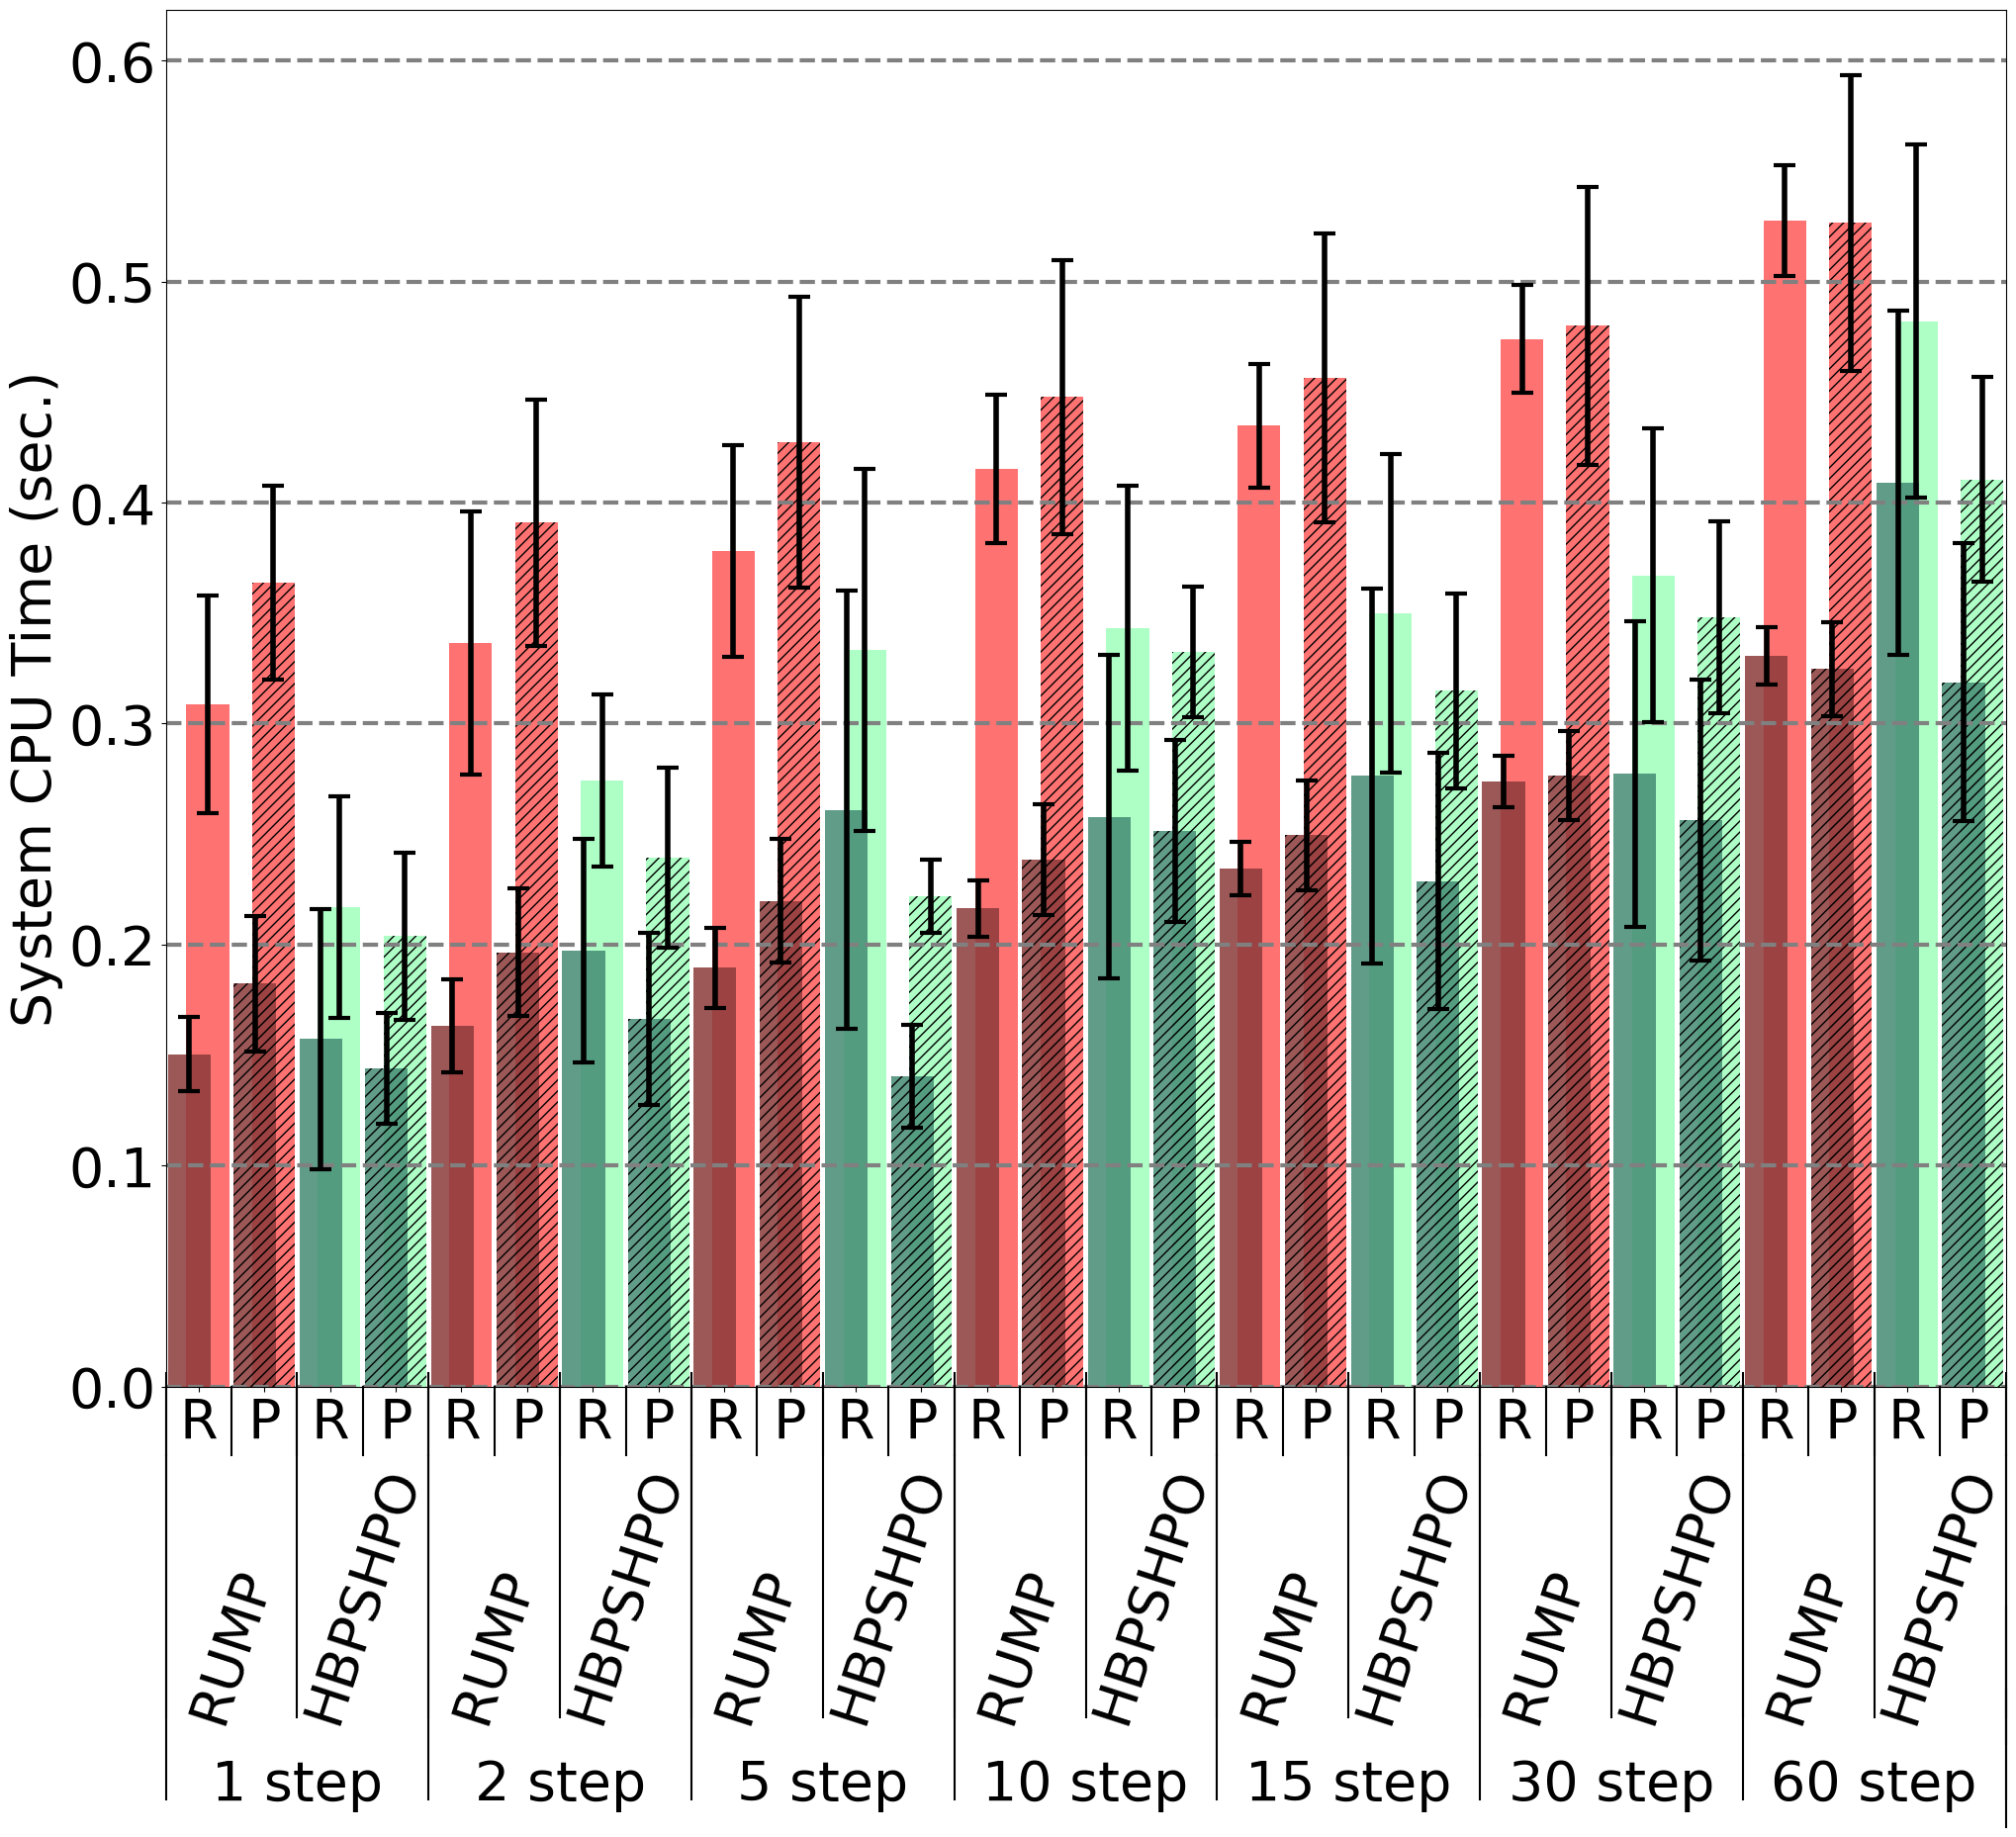 System CPU Time (sec.)
0.6
0.5
0.4
0.3
0.2
0.1
0.0
R P R P R P R P R P R P R P R P R P R P R P R P R P R P
RUMP HBPSHPO RUMP HBPSHPO RUMP HBPSHPO RUMP HBPSHPO RUMP HBPSHPO RUMP HBPSHPO RUMP HBPSHPO
1 step 2 step 5 step 10 step 15 step 30 step 60 step